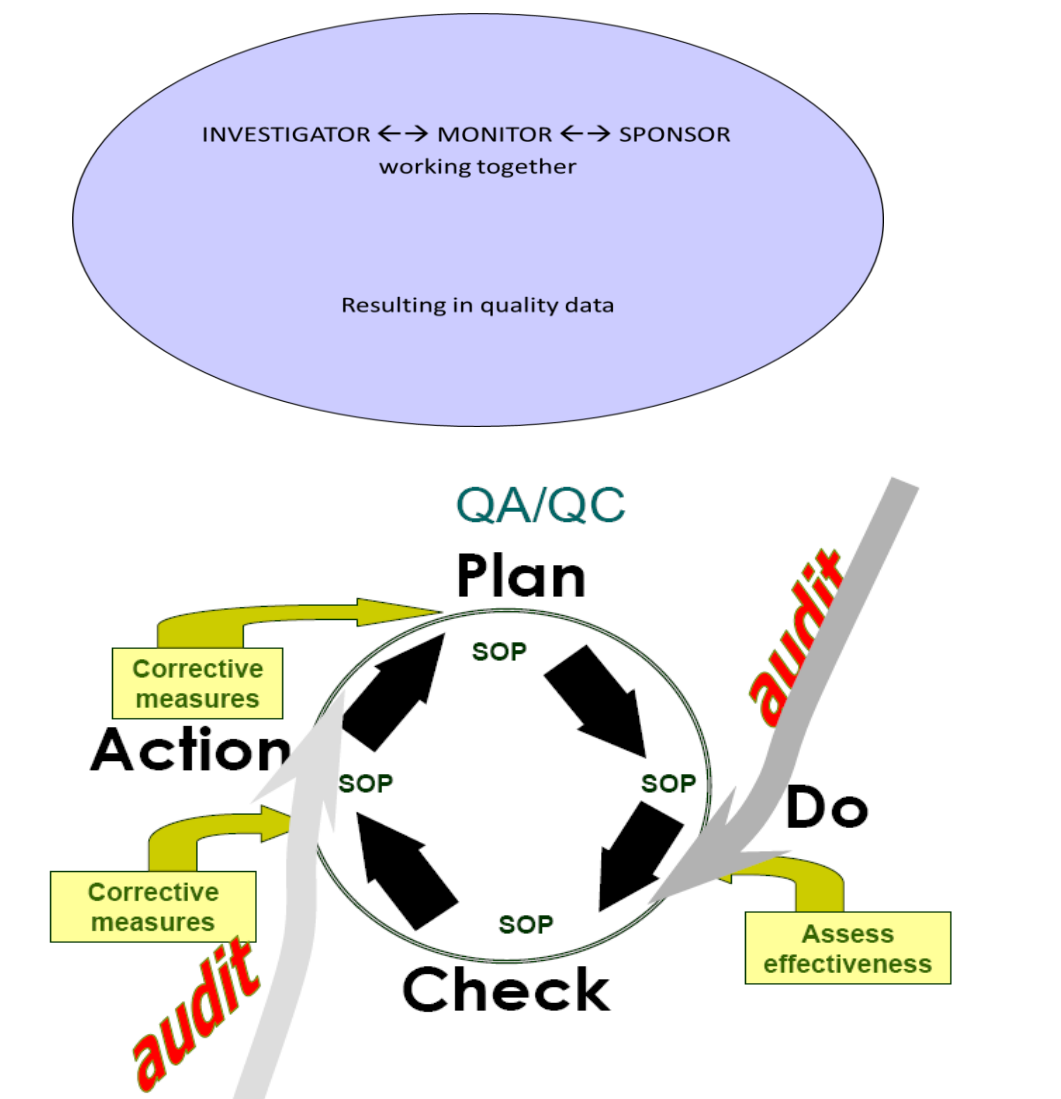 INVESTIGATOR ←→ MONITOR ←→ SPONSOR
working together
Resulting in quality data
QA/QC
Plan
audit
SOP
Corrective
measures
Action
SOP
SOP
Do
Corrective
measures
SOP
Assess
effectiveness
Check
audit